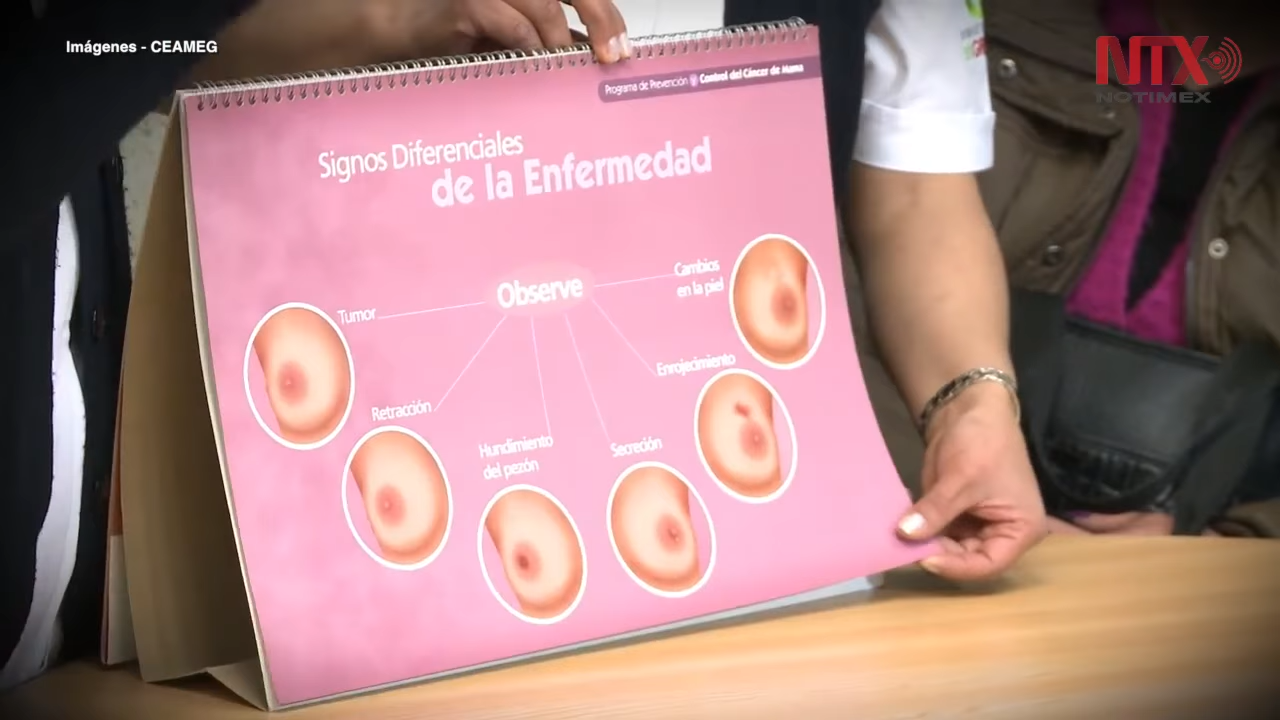 Imágenes - CEAMEG
NTX
NOTIMEX
Programa de Prevención y Control del Cáncer de Mama
Signos Diferenciales
de la Enfermedad
Observe
Cambios
en la piel
Tumor
Enrojecimiento
Retracción
Hundimiento
del pezón
Secreción